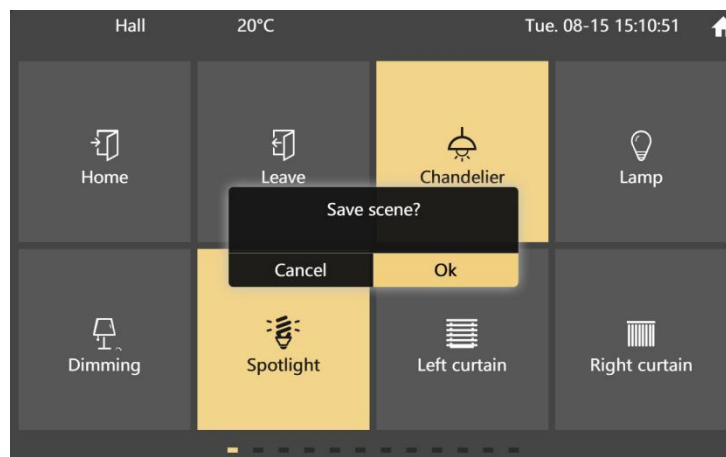 Hall 20°C Tue. 08-15 15:10:51
Home Leave Chandelier Lamp
Save scene?
Cancel Ok
Dimming Spotlight Left curtain Right curtain